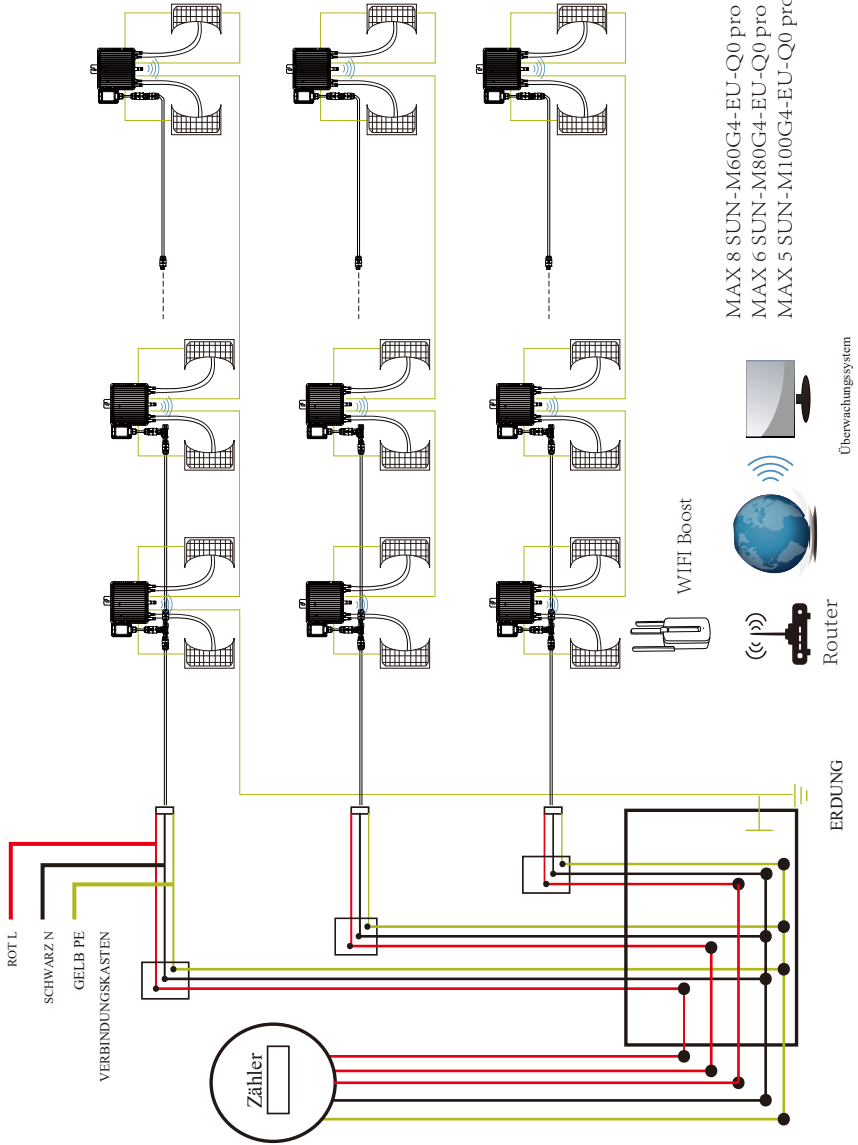 ROT L
SCHWARZ N
GELB PE
VERBINDUNGSKASTEN
Zähler
ERDUNG
WIFI Boost
Router
Überwachungssystem
MAX 8 SUN-M60G4-EU-Q0 pro
MAX 6 SUN-M80G4-EU-Q0 pro
MAX 5 SUN-M100G4-EU-Q0 pro